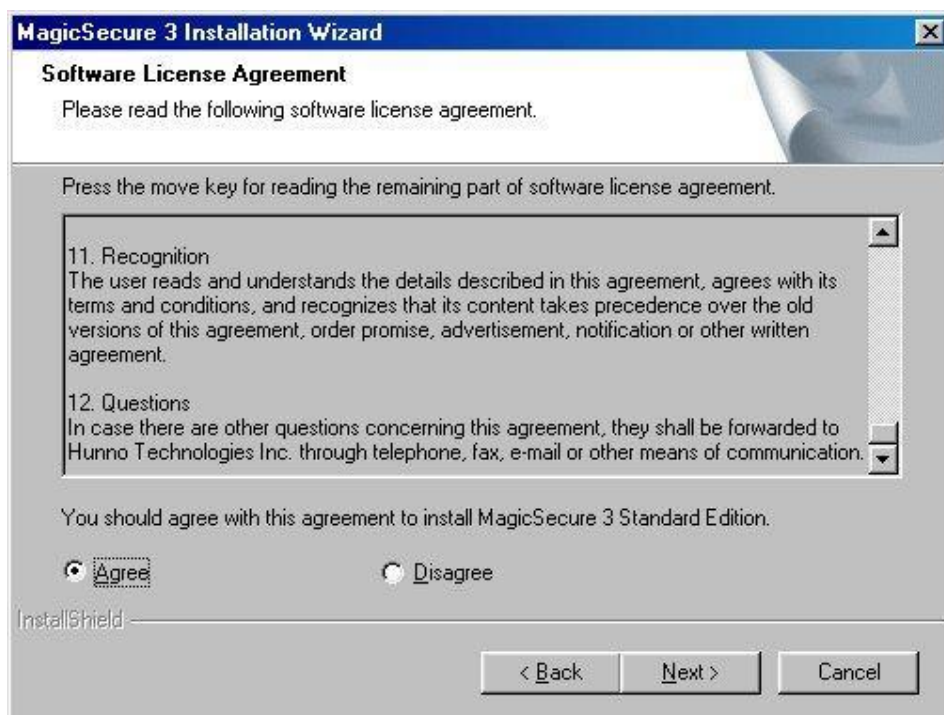 MagicSecure 3 Installation Wizard
Software License Agreement
Please read the following software license agreement.
Press the move key for reading the remaining part of software license agreement.
11. Recognition
The user reads and understands the details described in this agreement, agrees with its
terms and conditions, and recognizes that its content takes precedence over the old
versions of this agreement, order promise, advertisement, notification or other written
agreement.
12. Questions
In case there are other questions concerning this agreement, they shall be forwarded to
Hunno Technologies Inc. through telephone, fax, e-mail or other means of communication.
You should agree with this agreement to install MagicSecure 3 Standard Edition.
Agree Disagree
InstallShield
< Back Next > Cancel